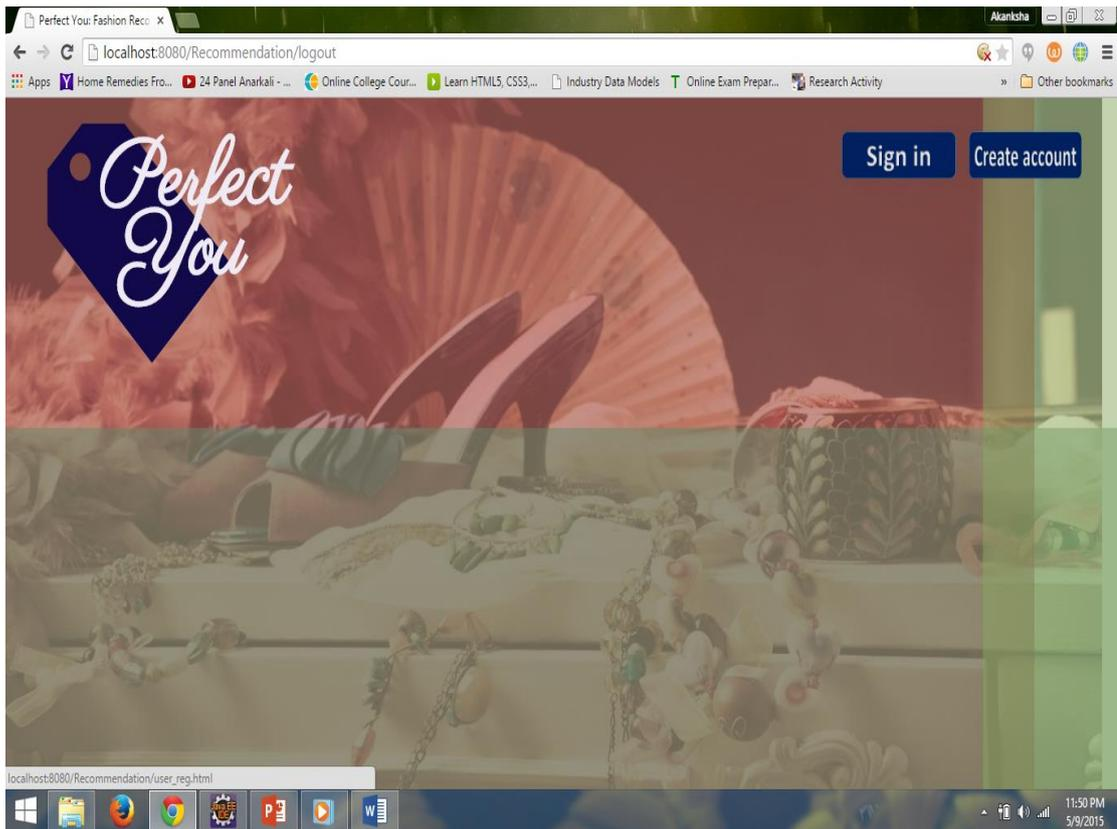 Perfect You: Fashion Reco
Akanksha
localhost:8080/Recommendation/logout
Apps
Home Remedies Fro...
24 Panel Anarkali - ...
Online College Cour...
Learn HTML5, CSS3,...
Industry Data Models
Online Exam Prepar...
Research Activity
»
Other bookmarks
Perfect
You
Sign in
Create account
localhost:8080/Recommendation/user_reg.html
11:50 PM
5/9/2015